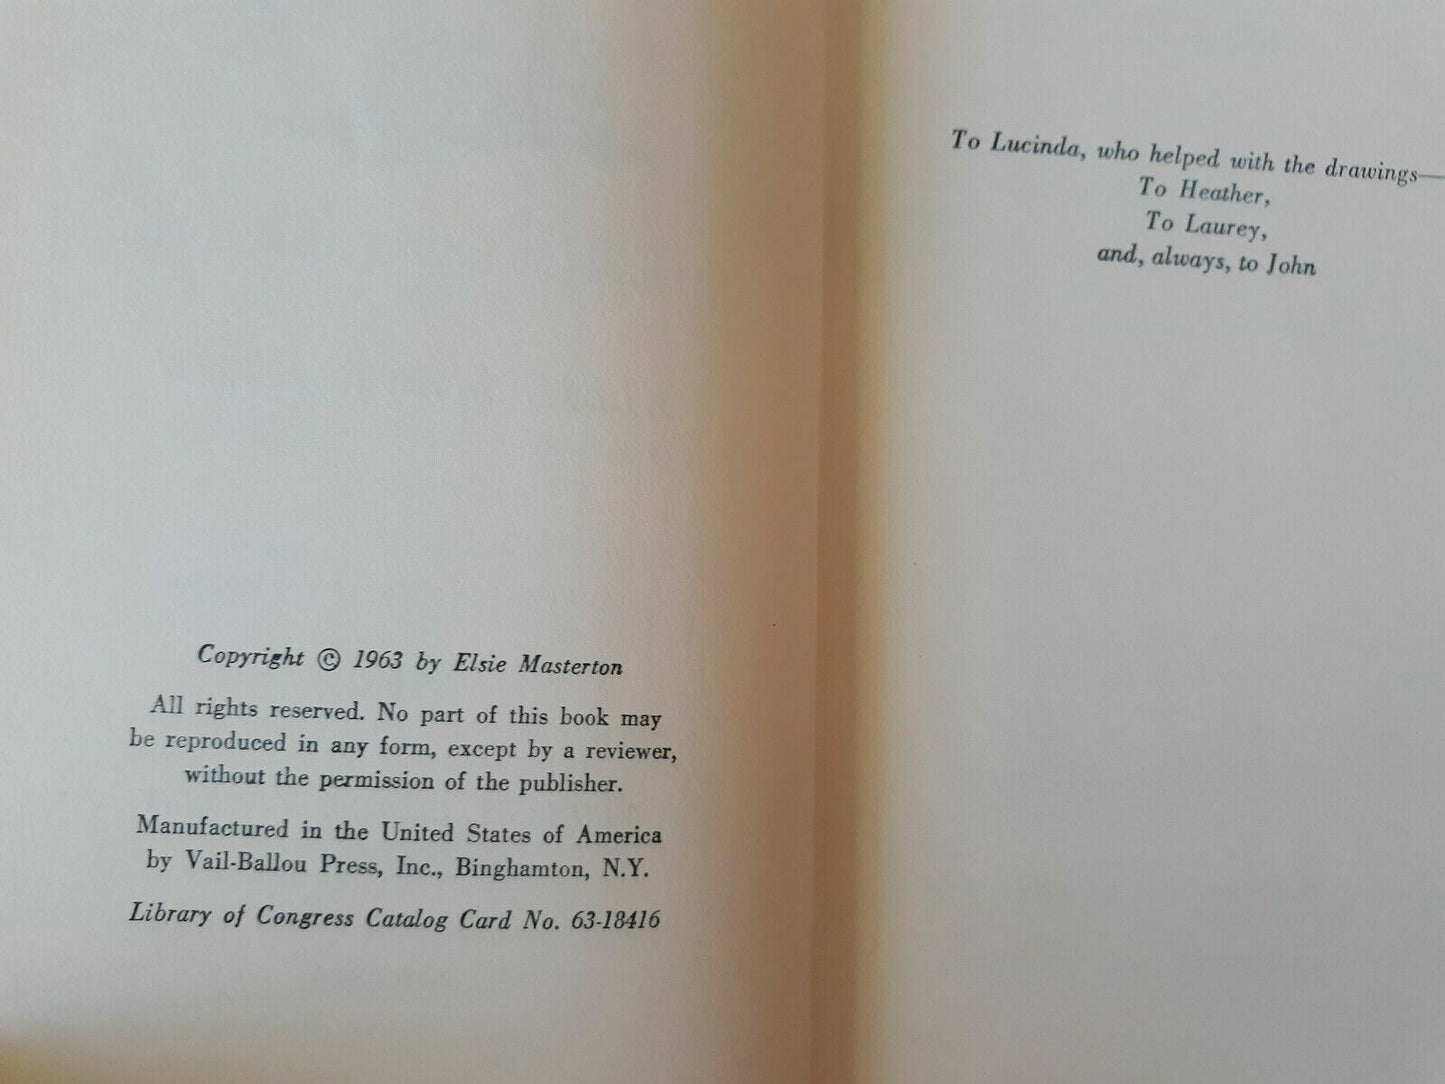 Copyright © 1963 by Elsie Masterton
All rights reserved. No part of this book may
be reproduced in any form, except by a reviewer,
without the permission of the publisher.
Manufactured in the United States of America
by Vail-Ballou Press, Inc., Binghamton, N.Y.
Library of Congress Catalog Card No. 63-18416
To Lucinda, who helped with the drawings—
To Heather,
To Laurey,
and, always, to John